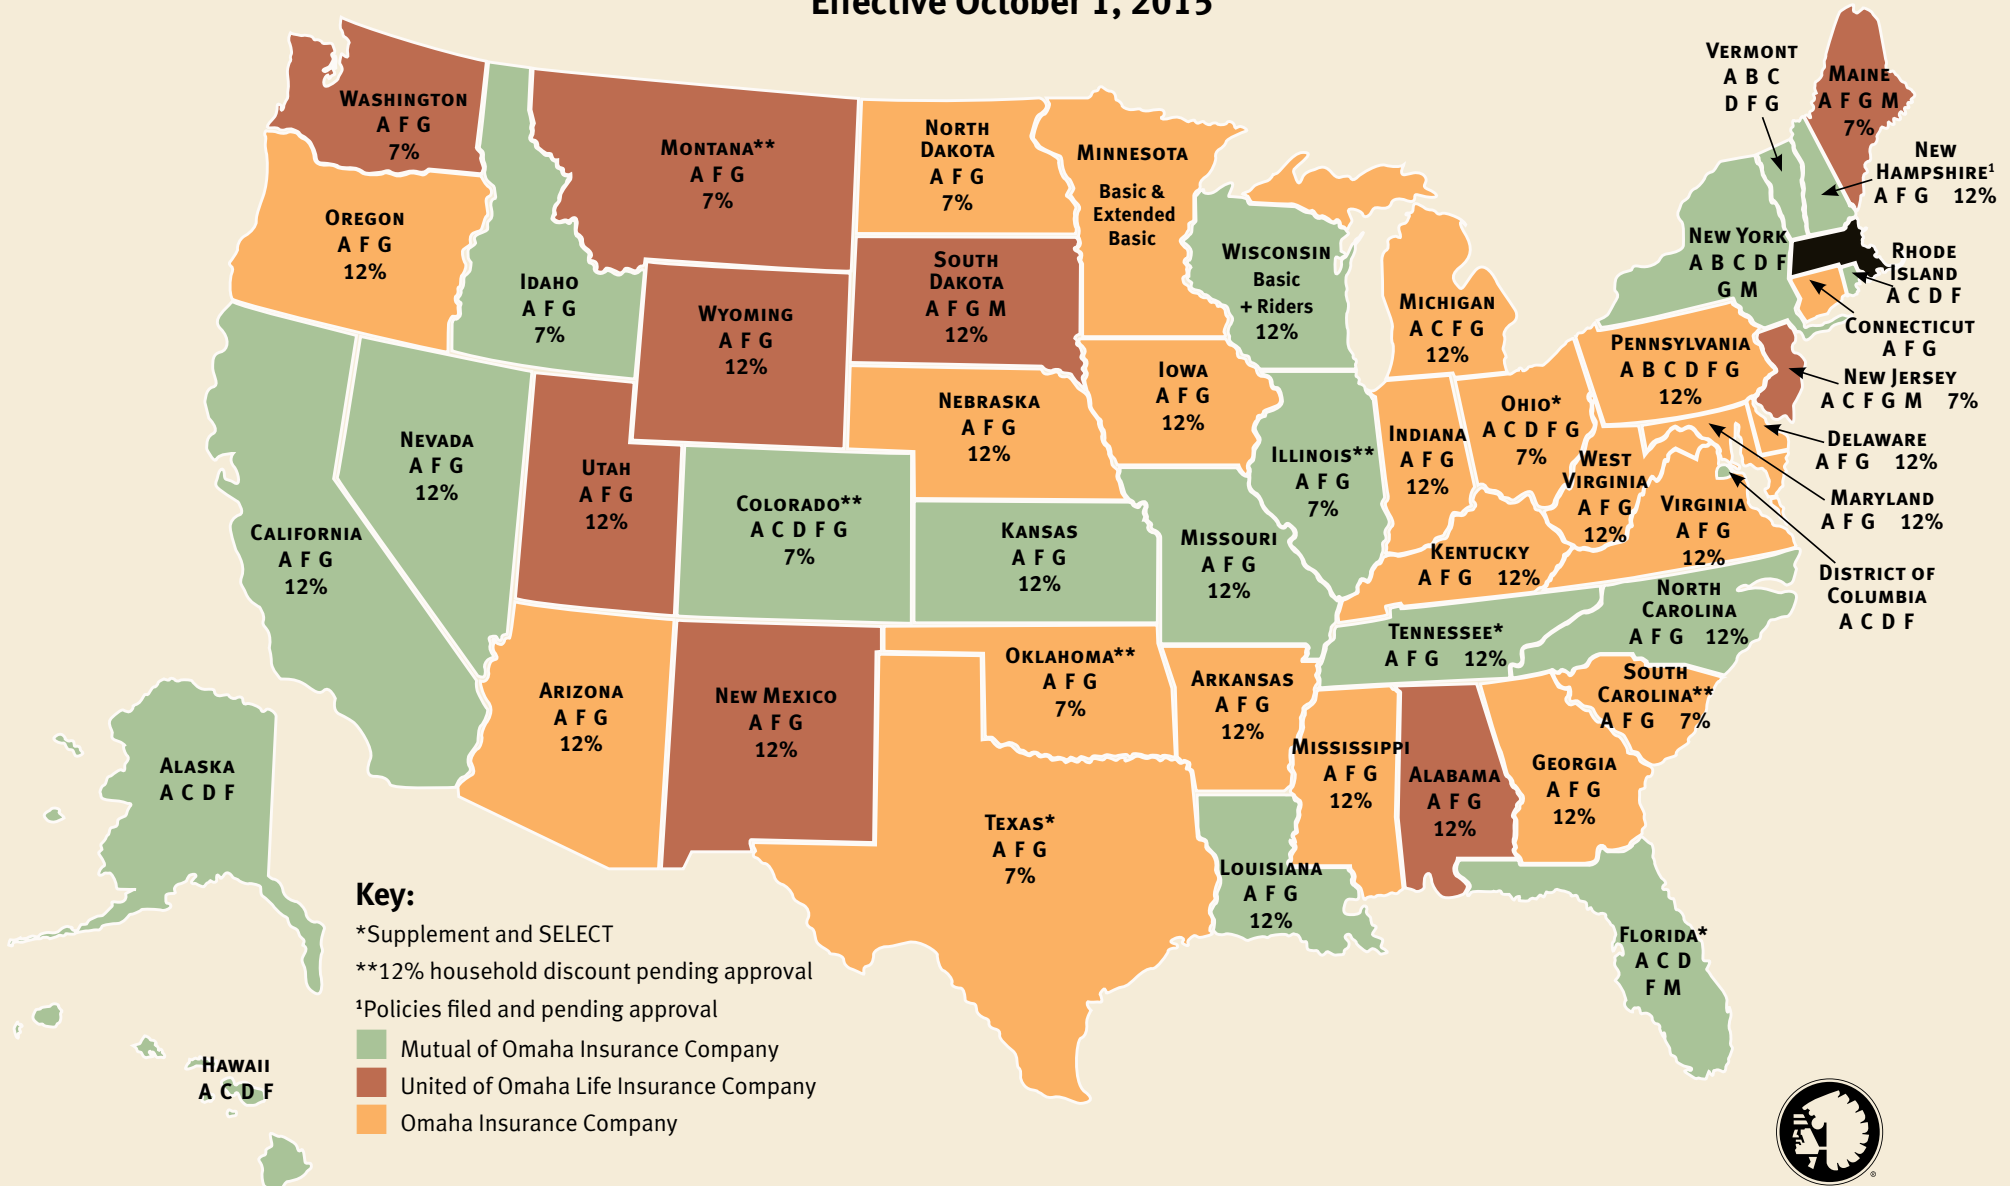 Effective October 1, 2015
WASHINGTON
A F G
7%
OREGON
A F G
12%
IDAHO
A F G
7%
MONTANA**
A F G
7%
WYOMING
A F G
12%
NORTH
DAKOTA
A F G
7%
SOUTH
DAKOTA
A F G M
12%
MINNESOTA
Basic &
Extended
Basic
WISCONSIN
Basic
+ Riders
12%
MICHIGAN
A C F G
12%
VERMONT
A B C
D F G
MAINE
A F G M
7%
NEW
HAMPSHIRE¹
A F G 12%
NEW YORK
A B C D F
G M
RHODE
ISLAND
A C D F
CONNECTICUT
A F G
PENNSYLVANIA
A B C D F G
12%
NEW JERSEY
A C F G M 7%
DELAWARE
A F G 12%
MARYLAND
A F G 12%
DISTRICT OF
COLUMBIA
A C D F
CALIFORNIA
A F G
12%
NEVADA
A F G
12%
UTAH
A F G
12%
COLORADO**
A C D F G
7%
NEBRASKA
A F G
12%
KANSAS
A F G
12%
IOWA
A F G
12%
MISSOURI
A F G
12%
ILLINOIS**
A F G
7%
INDIANA
A F G
12%
OHIO*
A C D F G
7%
WEST
VIRGINIA
A F G
12%
VIRGINIA
A F G
12%
KENTUCKY
A F G 12%
NORTH
CAROLINA
A F G 12%
TENNESSEE*
A F G 12%
SOUTH
CAROLINA**
A F G 7%
ARIZONA
A F G
12%
NEW MEXICO
A F G
12%
OKLAHOMA**
A F G
7%
TEXAS*
A F G
7%
ARKANSAS
A F G
12%
LOUISIANA
A F G
12%
MISSISSIPPI
A F G
12%
ALABAMA
A F G
12%
GEORGIA
A F G
12%
FLORIDA*
A C D
F M
ALASKA
A C D F
HAWAII
A C D F
Key:
*Supplement and SELECT
**12% household discount pending approval
¹Policies filed and pending approval
Mutual of Omaha Insurance Company
United of Omaha Life Insurance Company
Omaha Insurance Company
®